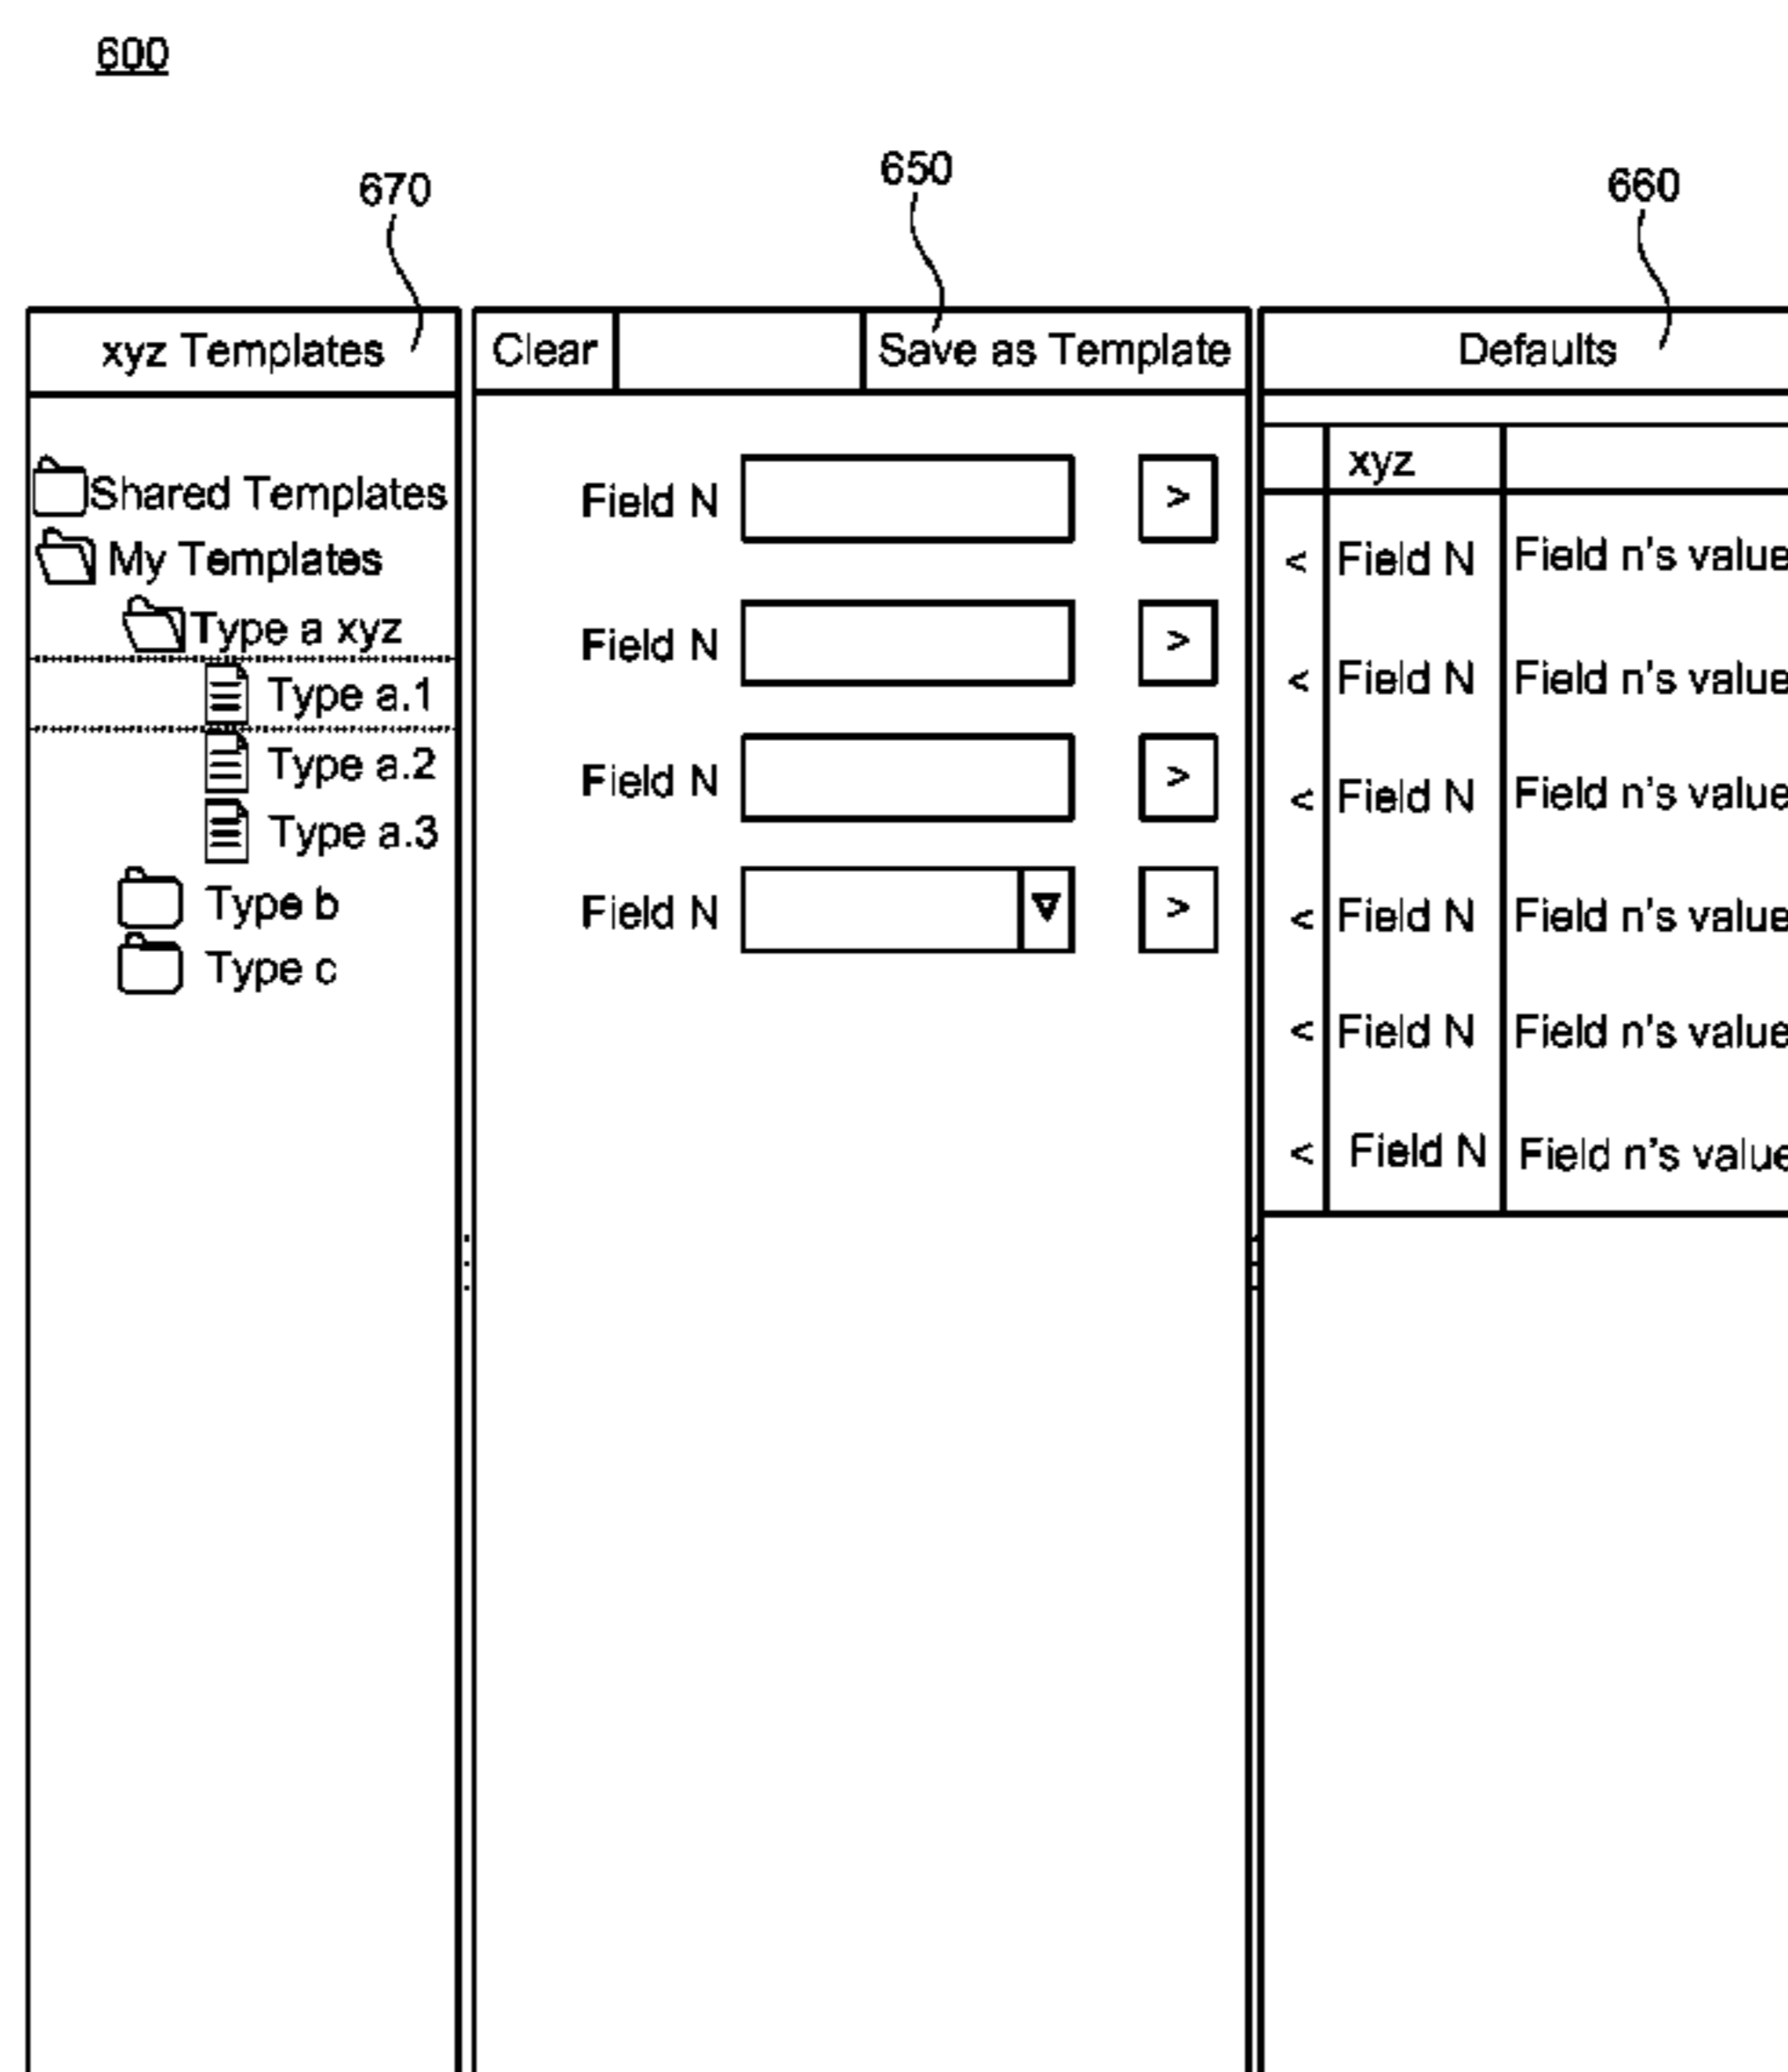 600
670
650
660
xyz Templates
Shared Templates
My Templates
Type a xyz
Type a.1
Type a.2
Type a.3
Type b
Type c
Clear
Save as Template
Field N >
Field N >
Field N >
Field N >
Defaults
xyz
< Field N Field n's value
< Field N Field n's value
< Field N Field n's value
< Field N Field n's value
< Field N Field n's value
< Field N Field n's value